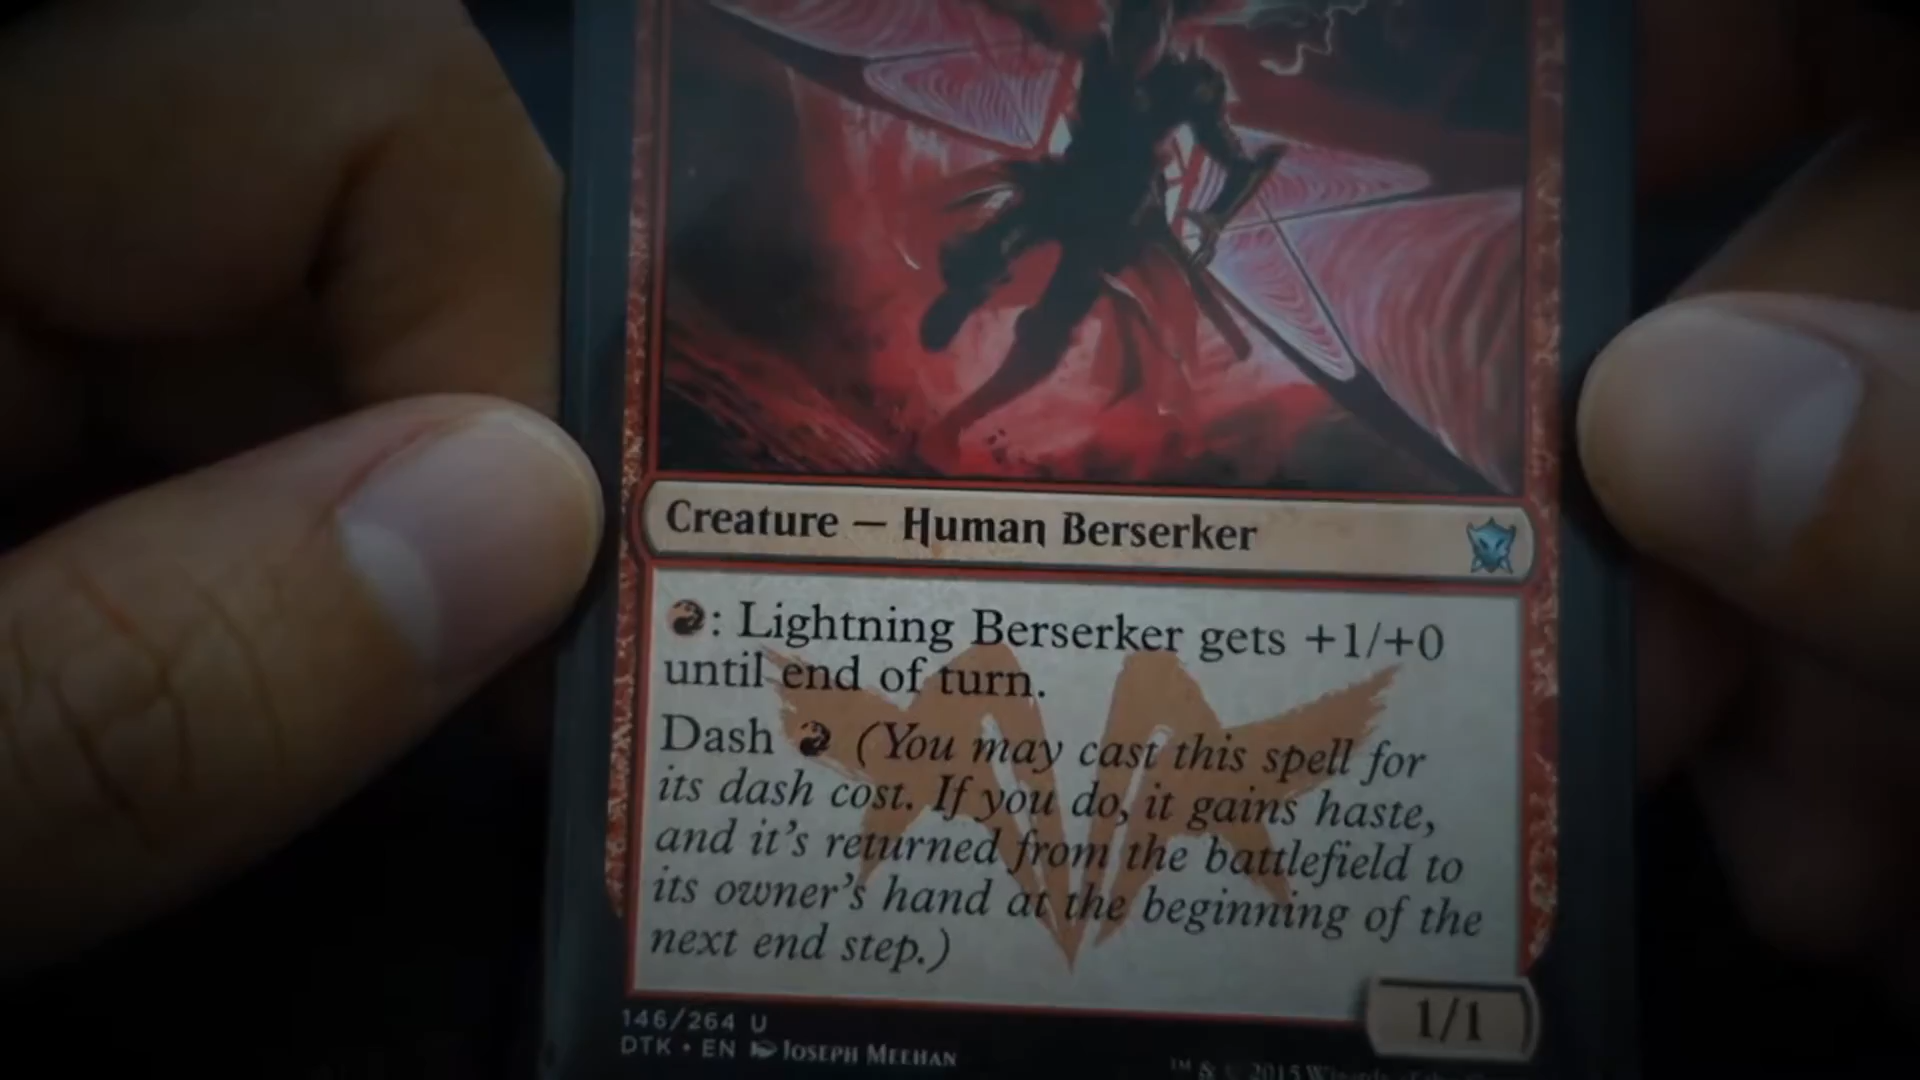 Creature — Human Berserker
: Lightning Berserker gets +1/+0
until end of turn.
Dash (You may cast this spell for
its dash cost. If you do, it gains haste,
and it's returned from the battlefield to
its owner's hand at the beginning of the
next end step.)
1/1
146/264 U
DTK • EN Joseph Meehan
™ & © 2015 Wizards